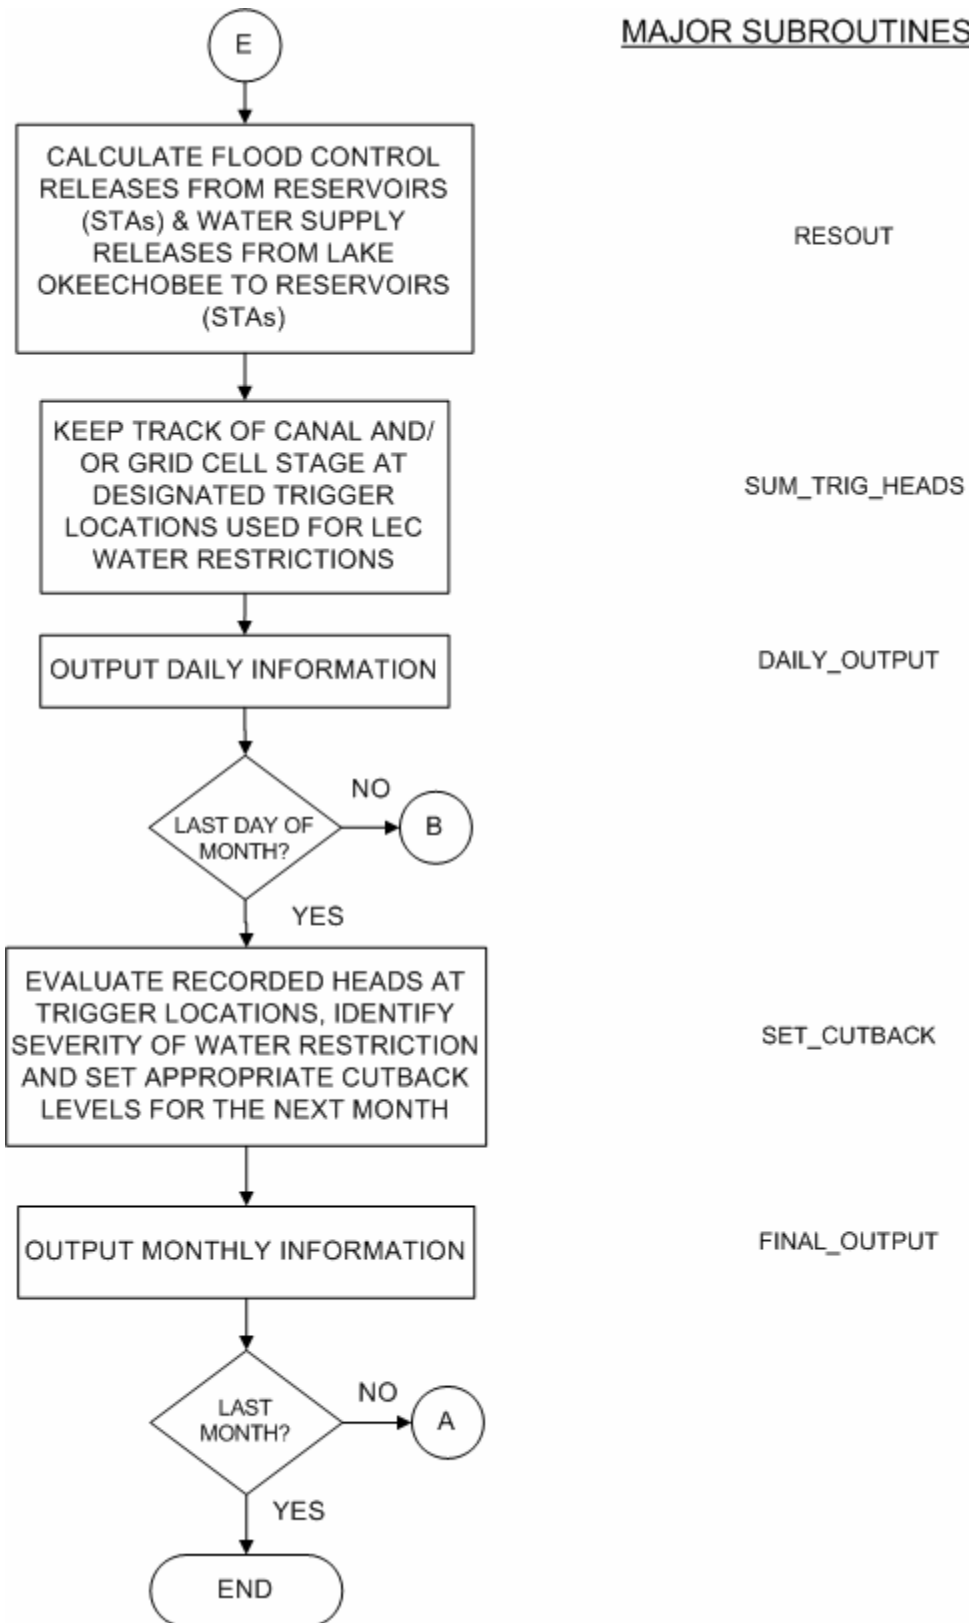 E
MAJOR SUBROUTINES
CALCULATE FLOOD CONTROL
RELEASES FROM RESERVOIRS
(STAs) & WATER SUPPLY
RELEASES FROM LAKE
OKEECHOBEE TO RESERVOIRS
(STAs)
RESOUT
KEEP TRACK OF CANAL AND/
OR GRID CELL STAGE AT
DESIGNATED TRIGGER
LOCATIONS USED FOR LEC
WATER RESTRICTIONS
SUM_TRIG_HEADS
OUTPUT DAILY INFORMATION
DAILY_OUTPUT
LAST DAY OF
MONTH?
NO
B
YES
EVALUATE RECORDED HEADS AT
TRIGGER LOCATIONS, IDENTIFY
SEVERITY OF WATER RESTRICTION
AND SET APPROPRIATE CUTBACK
LEVELS FOR THE NEXT MONTH
SET_CUTBACK
OUTPUT MONTHLY INFORMATION
FINAL_OUTPUT
LAST
MONTH?
NO
A
YES
END